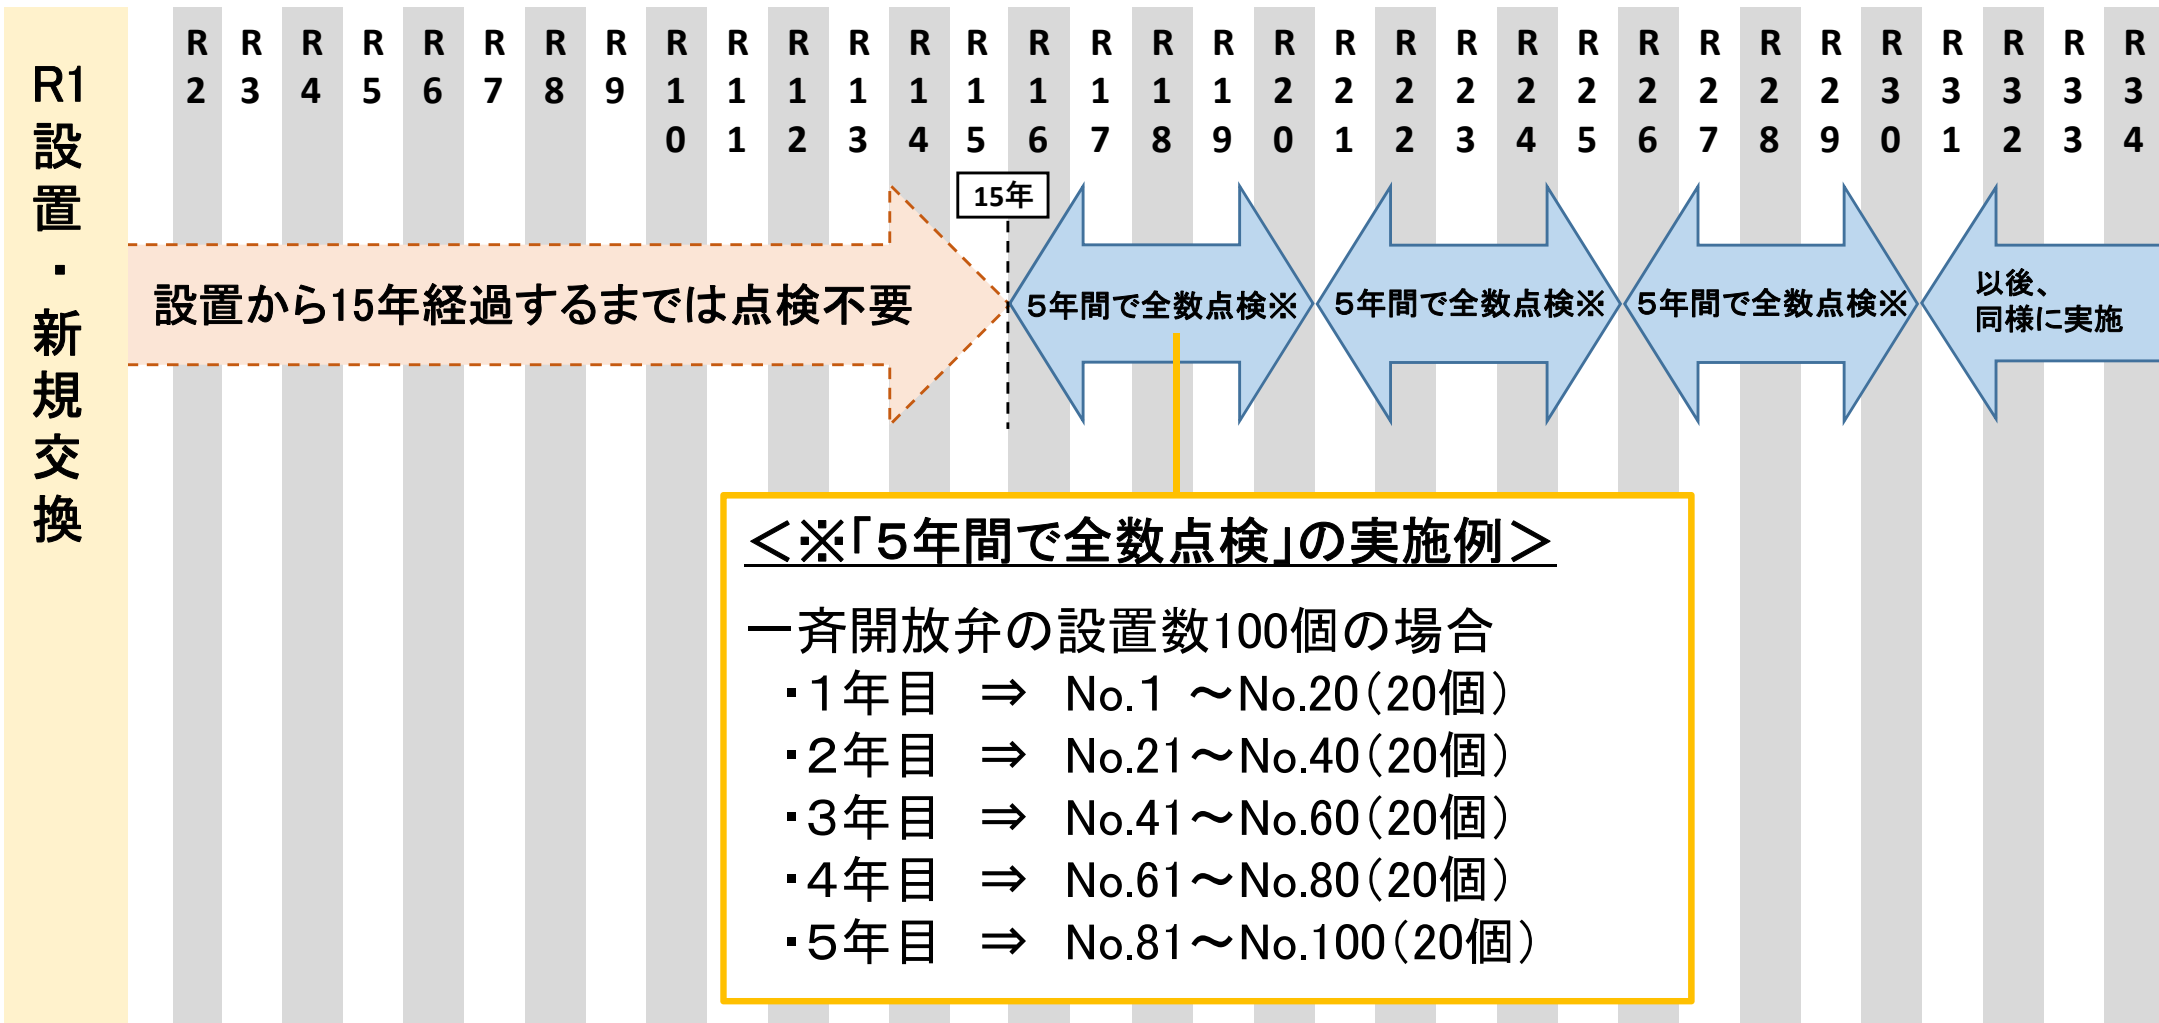 R1設置・新規交換
R2 R3 R4 R5 R6 R7 R8 R9 R10 R11 R12 R13 R14 R15 R16 R17 R18 R19 R20 R21 R22 R23 R24 R25 R26 R27 R28 R29 R30 R31 R32 R33 R34
15年
設置から15年経過するまでは点検不要
5年間で全数点検※
5年間で全数点検※
5年間で全数点検※
以後、
同様に実施
＜※「5年間で全数点検」の実施例＞
一斉開放弁の設置数100個の場合
・1年目 ⇒ No.1 ～No.20(20個)
・2年目 ⇒ No.21～No.40(20個)
・3年目 ⇒ No.41～No.60(20個)
・4年目 ⇒ No.61～No.80(20個)
・5年目 ⇒ No.81～No.100(20個)